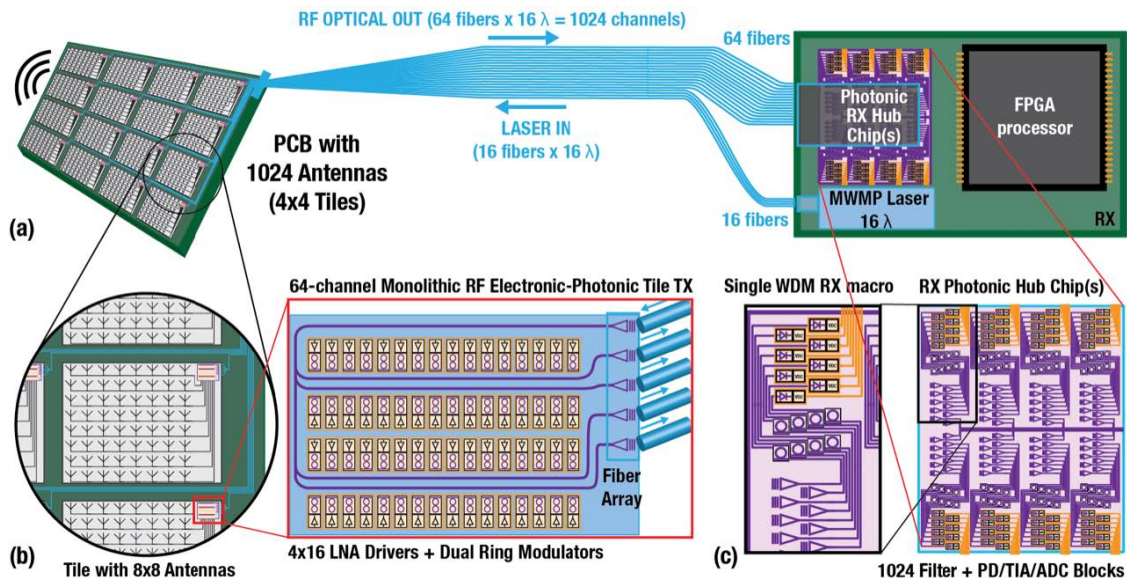 RF OPTICAL OUT (64 fibers x 16 λ = 1024 channels)
64 fibers
LASER IN
(16 fibers x 16 λ)
PCB with
1024 Antennas
(4x4 Tiles)
Photonic
RX Hub
Chip(s)
FPGA
processor
MWMP Laser
16 λ
RX
16 fibers
(a)
64-channel Monolithic RF Electronic-Photonic Tile TX
Single WDM RX macro
RX Photonic Hub Chip(s)
Fiber
Array
(b)
4x16 LNA Drivers + Dual Ring Modulators
(c)
Tile with 8x8 Antennas
1024 Filter + PD/TIA/ADC Blocks